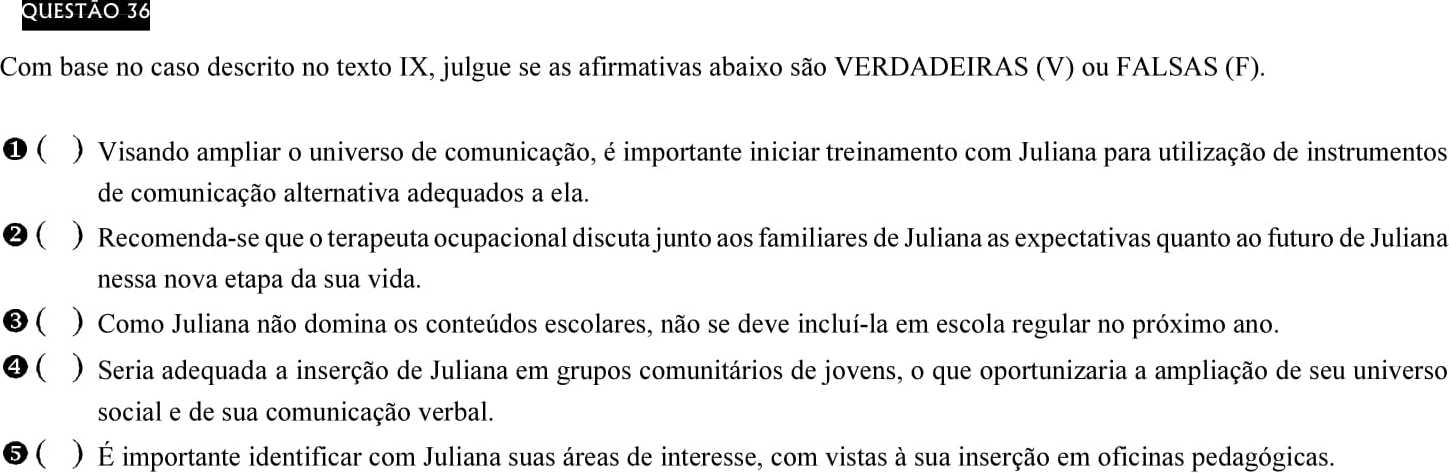 QUESTÃO 36
Com base no caso descrito no texto IX, julgue se as afirmativas abaixo são VERDADEIRAS (V) ou FALSAS (F).
❶ (   ) Visando ampliar o universo de comunicação, é importante iniciar treinamento com Juliana para utilização de instrumentos
de comunicação alternativa adequados a ela.
❷ (   ) Recomenda-se que o terapeuta ocupacional discuta junto aos familiares de Juliana as expectativas quanto ao futuro de Juliana
nessa nova etapa da sua vida.
❸ (   ) Como Juliana não domina os conteúdos escolares, não se deve incluí-la em escola regular no próximo ano.
❹ (   ) Seria adequada a inserção de Juliana em grupos comunitários de jovens, o que oportunizaria a ampliação de seu universo
social e de sua comunicação verbal.
❺ (   ) É importante identificar com Juliana suas áreas de interesse, com vistas à sua inserção em oficinas pedagógicas.